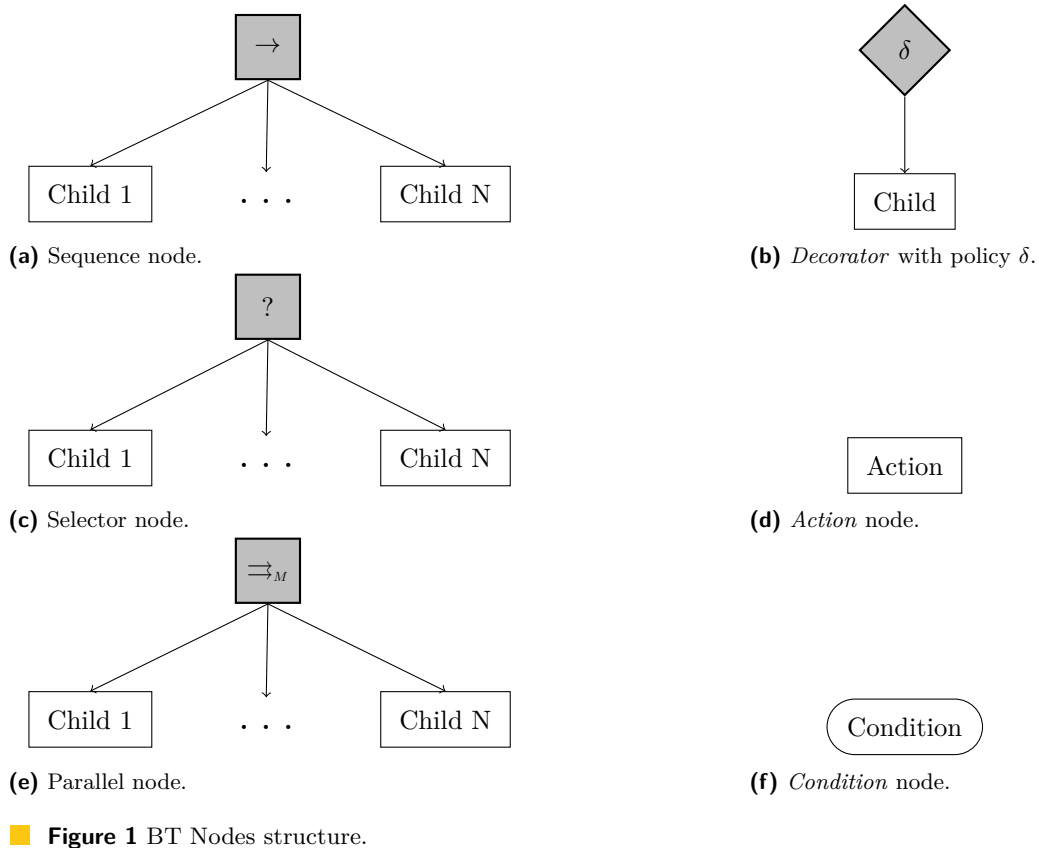 →
δ
Child 1
. . .
Child N
Child
(a) Sequence node.
(b) Decorator with policy δ.
?
Child 1
. . .
Child N
Action
(c) Selector node.
(d) Action node.
⇉M
Child 1
. . .
Child N
Condition
(e) Parallel node.
(f) Condition node.
Figure 1 BT Nodes structure.